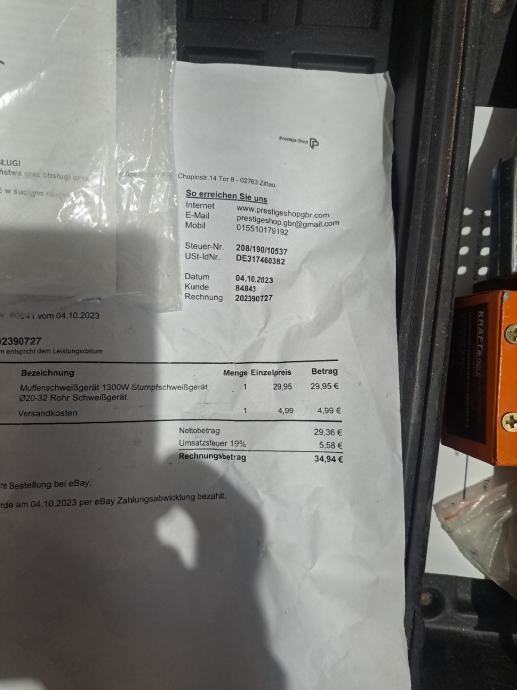 Prestige-Shop
ŁUGI
Chopinstr.14 Tor 8 - 02763 Zittau
So erreichen Sie uns
Internet www.prestigeshopgbr.com
E-Mail prestigeshop.gbr@gmail.com
Mobil 015510179192
Steuer-Nr. 208/190/10537
USt-IdNr. DE317460382
Datum 04.10.2023
Kunde 84843
Rechnung 202390727
vom 04.10.2023
02390727
m entspricht dem Leistungsdatum
Bezeichnung Menge Einzelpreis Betrag
Muffenschweißgerät 1300W Stumpfschweißgerät 1 29,95 29,95 €
Ø20-32 Rohr Schweißgerät
Versandkosten 1 4,99 4,99 €
Nettobetrag 29,36 €
Umsatzsteuer 19% 5,58 €
Rechnungsbetrag 34,94 €
re Bestellung bei eBay.
rde am 04.10.2023 per eBay Zahlungsabwicklung bezahlt.
KRAFT